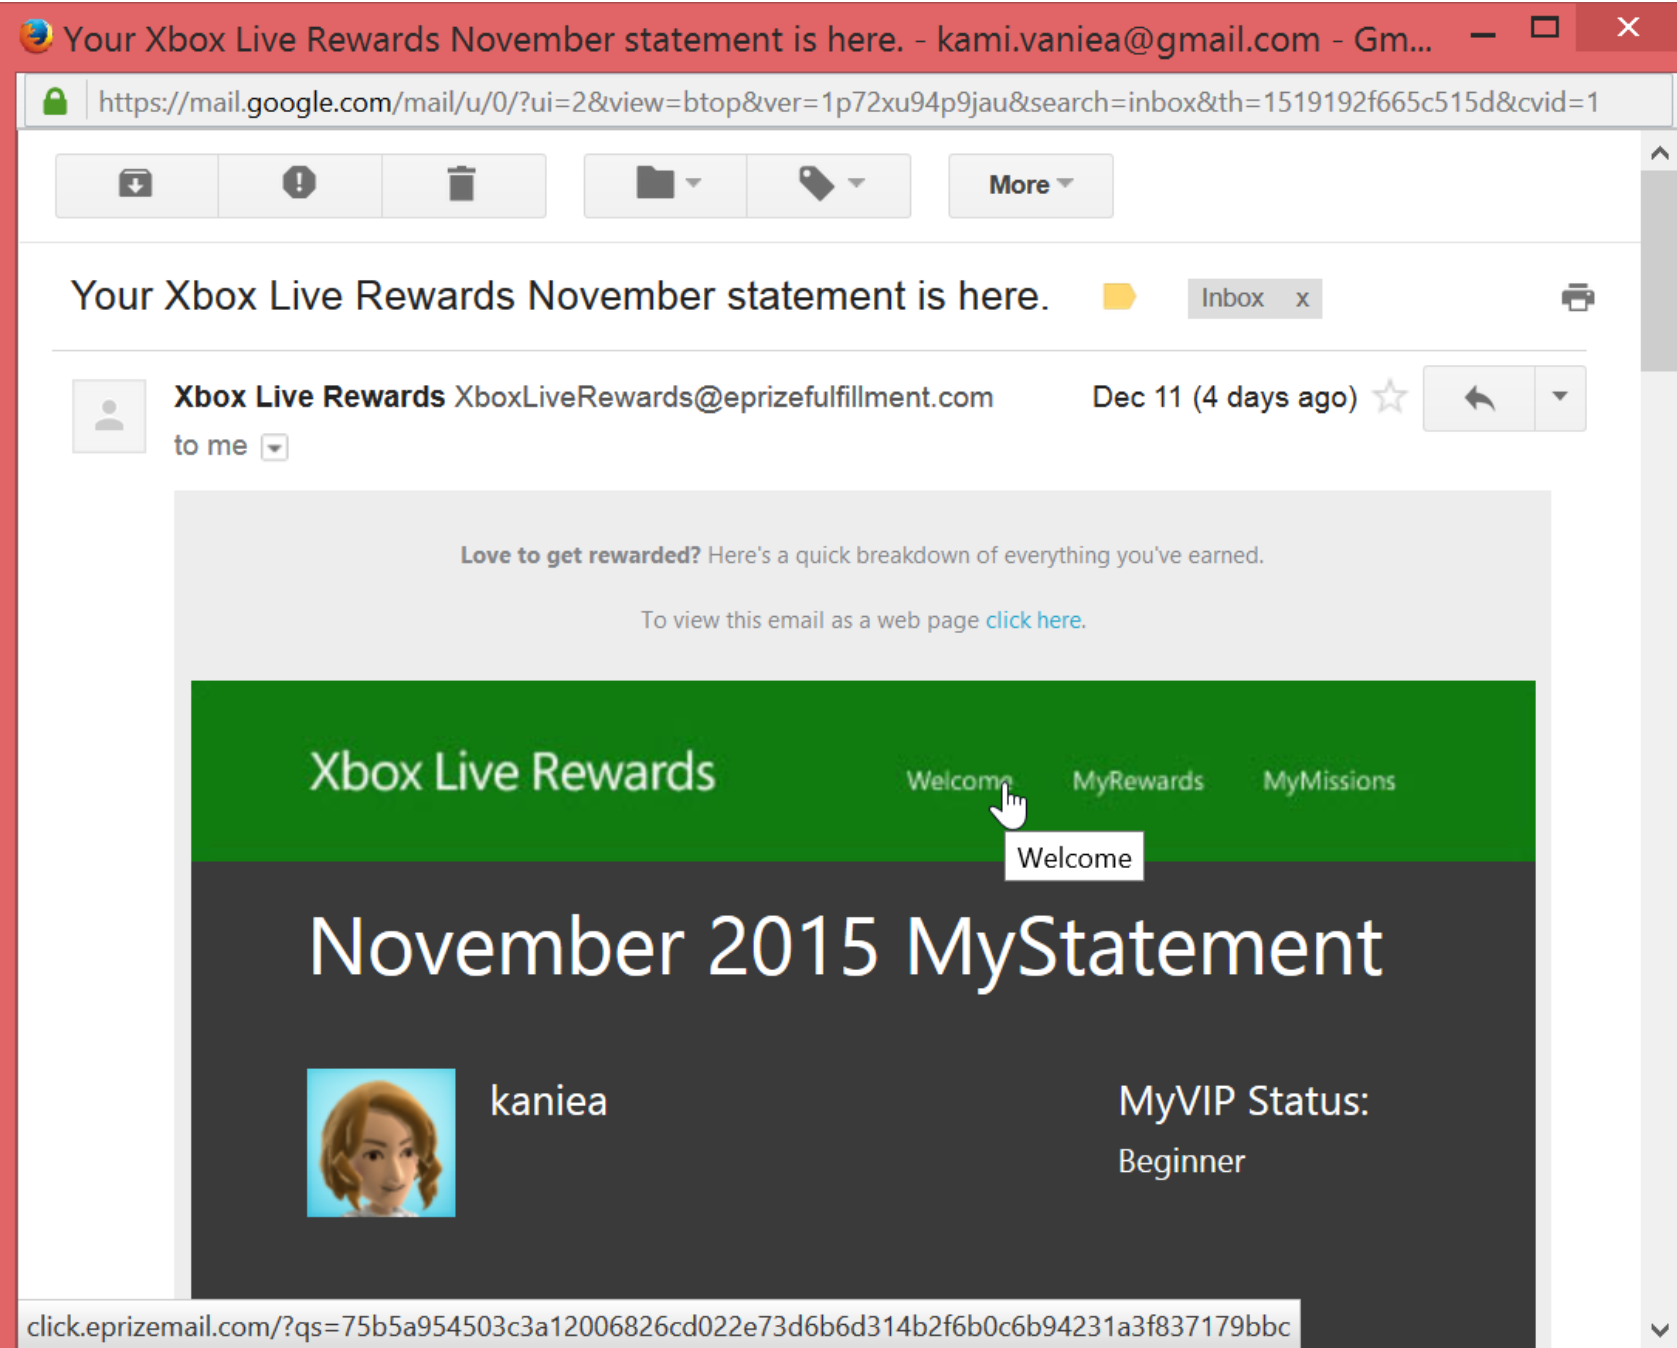 Your Xbox Live Rewards November statement is here. - kami.vaniea@gmail.com - Gm...
https://mail.google.com/mail/u/0/?ui=2&view=btop&ver=1p72xu94p9jau&search=inbox&th=1519192f665c515d&cvid=1
More
Your Xbox Live Rewards November statement is here. Inbox x
Xbox Live Rewards XboxLiveRewards@eprizefulfillment.com Dec 11 (4 days ago)
to me
Love to get rewarded? Here's a quick breakdown of everything you've earned.
To view this email as a web page click here.
Xbox Live Rewards Welcome MyRewards MyMissions
Welcome
November 2015 MyStatement
kaniea MyVIP Status:
Beginner
click.eprizemail.com/?qs=75b5a954503c3a12006826cd022e73d6b6d314b2f6b0c6b94231a3f837179bbc